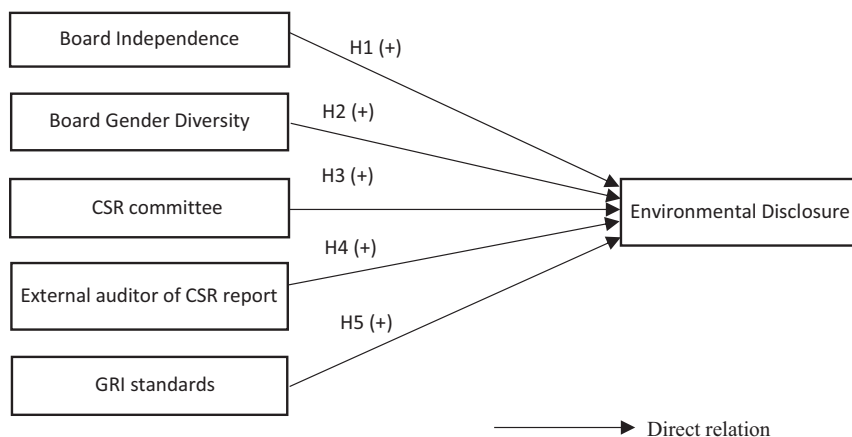 Board Independence
H1 (+)
Board Gender Diversity
H2 (+)
CSR committee
H3 (+)
Environmental Disclosure
External auditor of CSR report
H4 (+)
GRI standards
H5 (+)
Direct relation